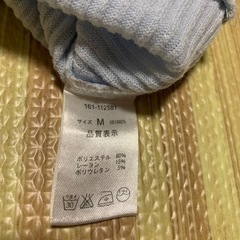 161-112581
サイズ M
品質表示
ポリエステル 80%
レーヨン 15%
ポリウレタン 5%